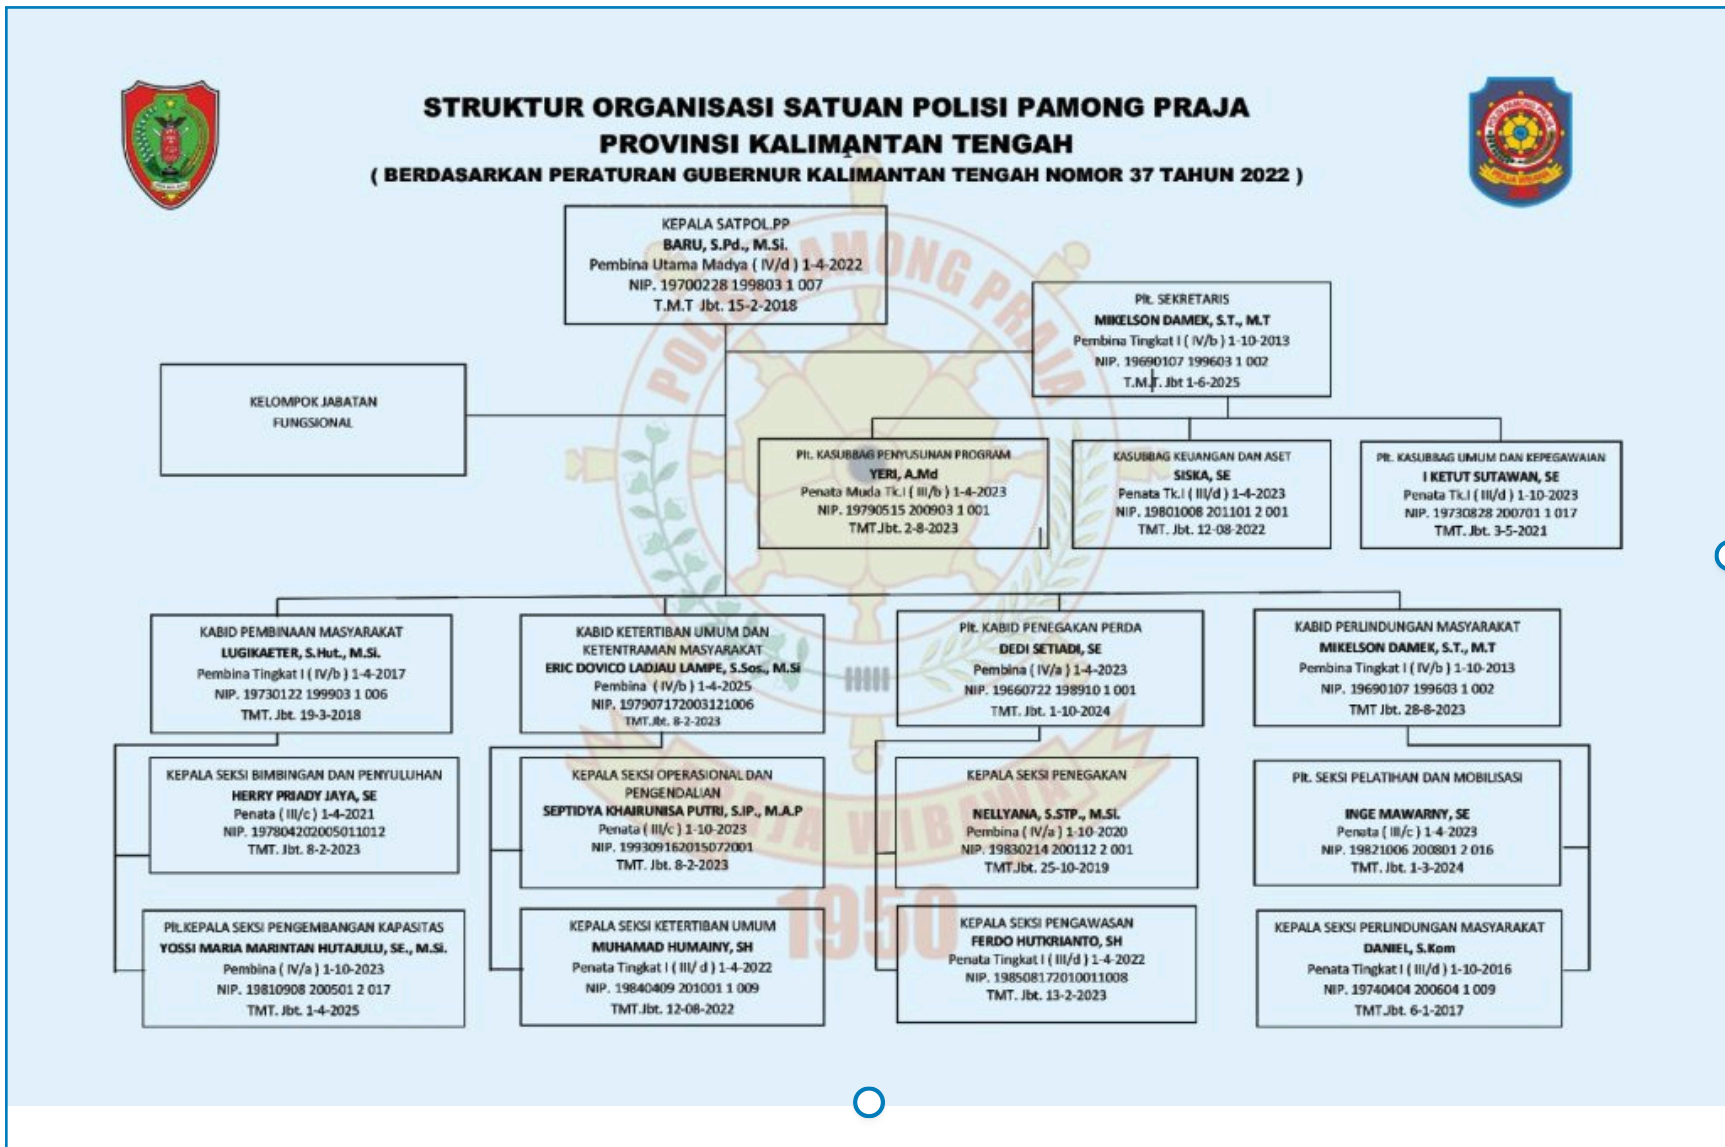 STRUKTUR ORGANISASI SATUAN POLISI PAMONG PRAJA
PROVINSI KALIMANTAN TENGAH
( BERDASARKAN PERATURAN GUBERNUR KALIMANTAN TENGAH NOMOR 37 TAHUN 2022 )
KEPALA SATPOL.PP
BARU, S.Pd., M.Si.
Pembina Utama Madya ( IV/d ) 1-4-2022
NIP. 19700228 199803 1 007
T.M.T Jbt. 15-2-2018
Plt. SEKRETARIS
MIKELSON DAMEK, S.T., M.T
Pembina Tingkat I ( IV/b ) 1-10-2013
NIP. 19690107 199603 1 002
T.M.T. Jbt 1-6-2025
KELOMPOK JABATAN
FUNGSIONAL
Plt. KASUBBAG PENYUSUNAN PROGRAM
YERI, A.Md
Penata Muda Tk.I ( III/b ) 1-4-2023
NIP. 19790515 200903 1 001
TMT.Jbt. 2-8-2023
KASUBBAG KEUANGAN DAN ASET
SISKA, SE
Penata Tk.I ( III/d ) 1-4-2023
NIP. 19801008 201101 2 001
TMT. Jbt. 12-08-2022
Plt. KASUBBAG UMUM DAN KEPEGAWAIAN
I KETUT SUTAWAN, SE
Penata Tk.I ( III/d ) 1-10-2023
NIP. 19730828 200701 1 017
TMT. Jbt. 3-5-2021
KABID PEMBINAAN MASYARAKAT
LUGIKAETER, S.Hut., M.Si.
Pembina Tingkat I ( IV/b ) 1-4-2017
NIP. 19730122 199903 1 006
TMT. Jbt. 19-3-2018
KABID KETERTIBAN UMUM DAN
KETENTRAMAN MASYARAKAT
ERIC DOVICO LADJAU LAMPE, S.Sos., M.Si
Pembina ( IV/b ) 1-4-2025
NIP. 197907172003121006
TMT.Jbt. 8-2-2023
Plt. KABID PENEGAKAN PERDA
DEDI SETIADI, SE
Pembina ( IV/a ) 1-4-2023
NIP. 19660722 198910 1 001
TMT. Jbt. 1-10-2024
KABID PERLINDUNGAN MASYARAKAT
MIKELSON DAMEK, S.T., M.T
Pembina Tingkat I ( IV/b ) 1-10-2013
NIP. 19690107 199603 1 002
TMT Jbt. 28-8-2023
KEPALA SEKSI BIMBINGAN DAN PENYULUHAN
HERRY PRIADY JAYA, SE
Penata ( III/c ) 1-4-2021
NIP. 197804202005011012
TMT. Jbt. 8-2-2023
KEPALA SEKSI OPERASIONAL DAN
PENGENDALIAN
SEPTIDYA KHAIRUNISA PUTRI, S.IP., M.A.P
Penata ( III/c ) 1-10-2023
NIP. 199309162015072001
TMT. Jbt. 8-2-2023
KEPALA SEKSI PENEGAKAN
NELLYANA, S.STP., M.Si.
Pembina ( IV/a ) 1-10-2020
NIP. 19830214 200112 2 001
TMT.Jbt. 25-10-2019
Plt. SEKSI PELATIHAN DAN MOBILISASI
INGE MAWARNY, SE
Penata ( III/c ) 1-4-2023
NIP. 19821006 200801 2 016
TMT. Jbt. 1-3-2024
Plt.KEPALA SEKSI PENGEMBANGAN KAPASITAS
YOSSI MARIA MARINTAN HUTAJULU, SE., M.Si.
Pembina ( IV/a ) 1-10-2023
NIP. 19810908 200501 2 017
TMT. Jbt. 1-4-2025
KEPALA SEKSI KETERTIBAN UMUM
MUHAMAD HUMAINY, SH
Penata Tingkat I ( III/ d ) 1-4-2022
NIP. 19840409 201001 1 009
TMT.Jbt. 12-08-2022
KEPALA SEKSI PENGAWASAN
FERDO HUTKRIANTO, SH
Penata Tingkat I ( III/d ) 1-4-2022
NIP. 198508172010011008
TMT. Jbt. 13-2-2023
KEPALA SEKSI PERLINDUNGAN MASYARAKAT
DANIEL, S.Kom
Penata Tingkat I ( III/d ) 1-10-2016
NIP. 19740404 200604 1 009
TMT.Jbt. 6-1-2017
POLISI PAMONG PRAJA
PRAJA WIBAWA
1950
POLISI PAMONG PRAJA
PRAJA WIBAWA